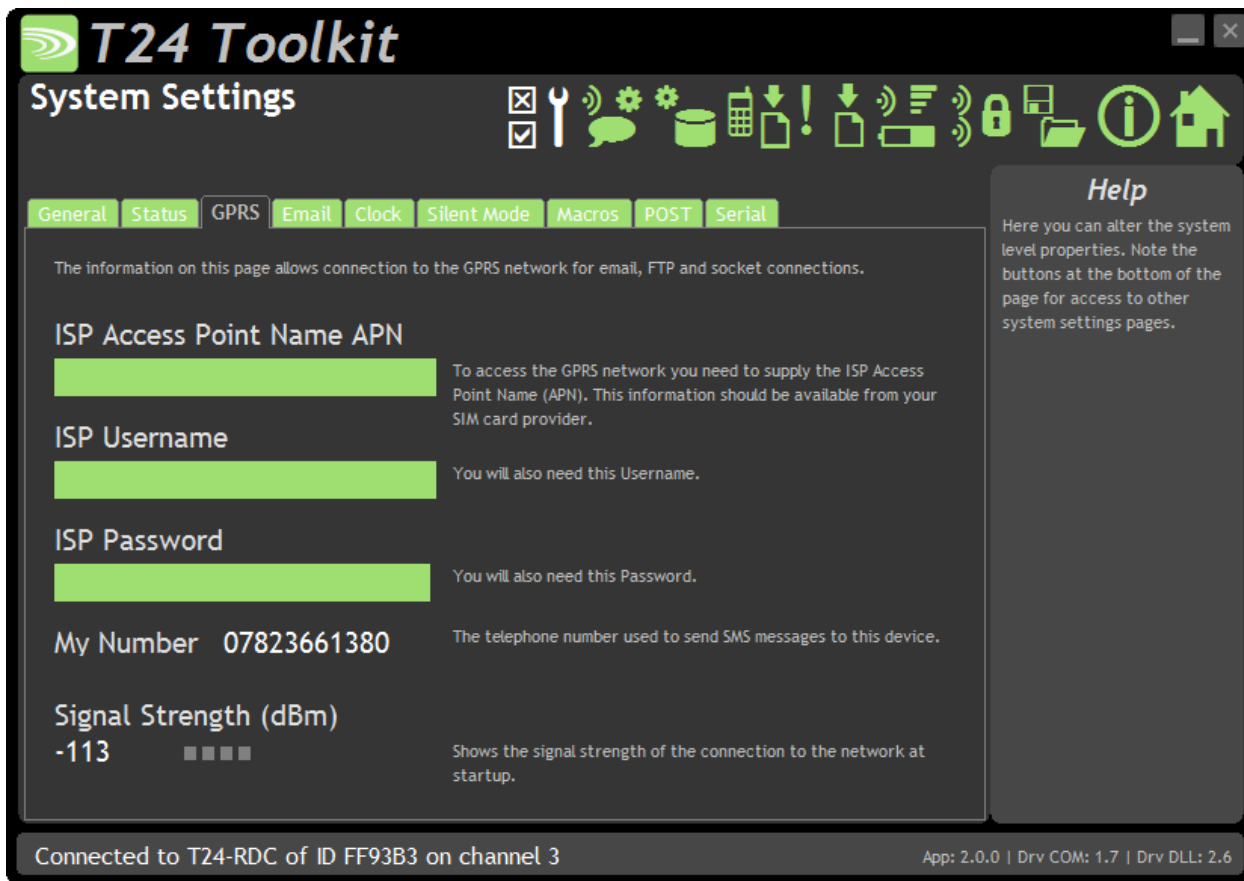 T24 Toolkit
System Settings
General Status GPRS Email Clock Silent Mode Macros POST Serial
The information on this page allows connection to the GPRS network for email, FTP and socket connections.
ISP Access Point Name APN
To access the GPRS network you need to supply the ISP Access
Point Name (APN). This information should be available from your
SIM card provider.
ISP Username
You will also need this Username.
ISP Password
You will also need this Password.
My Number 07823661380
The telephone number used to send SMS messages to this device.
Signal Strength (dBm)
-113
Shows the signal strength of the connection to the network at
startup.
Help
Here you can alter the system
level properties. Note the
buttons at the bottom of the
page for access to other
system settings pages.
Connected to T24-RDC of ID FF93B3 on channel 3
App: 2.0.0 | Drv COM: 1.7 | Drv DLL: 2.6